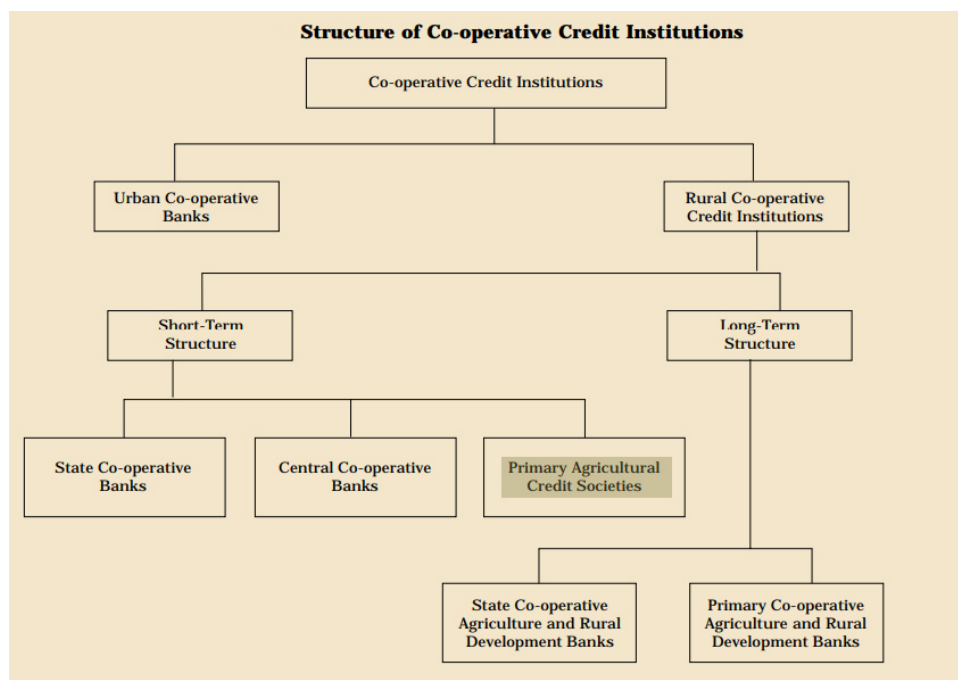 Structure of Co-operative Credit Institutions
Co-operative Credit Institutions
Urban Co-operative
Banks
Rural Co-operative
Credit Institutions
Short-Term
Structure
Long-Term
Structure
State Co-operative
Banks
Central Co-operative
Banks
Primary Agricultural
Credit Societies
State Co-operative
Agriculture and Rural
Development Banks
Primary Co-operative
Agriculture and Rural
Development Banks